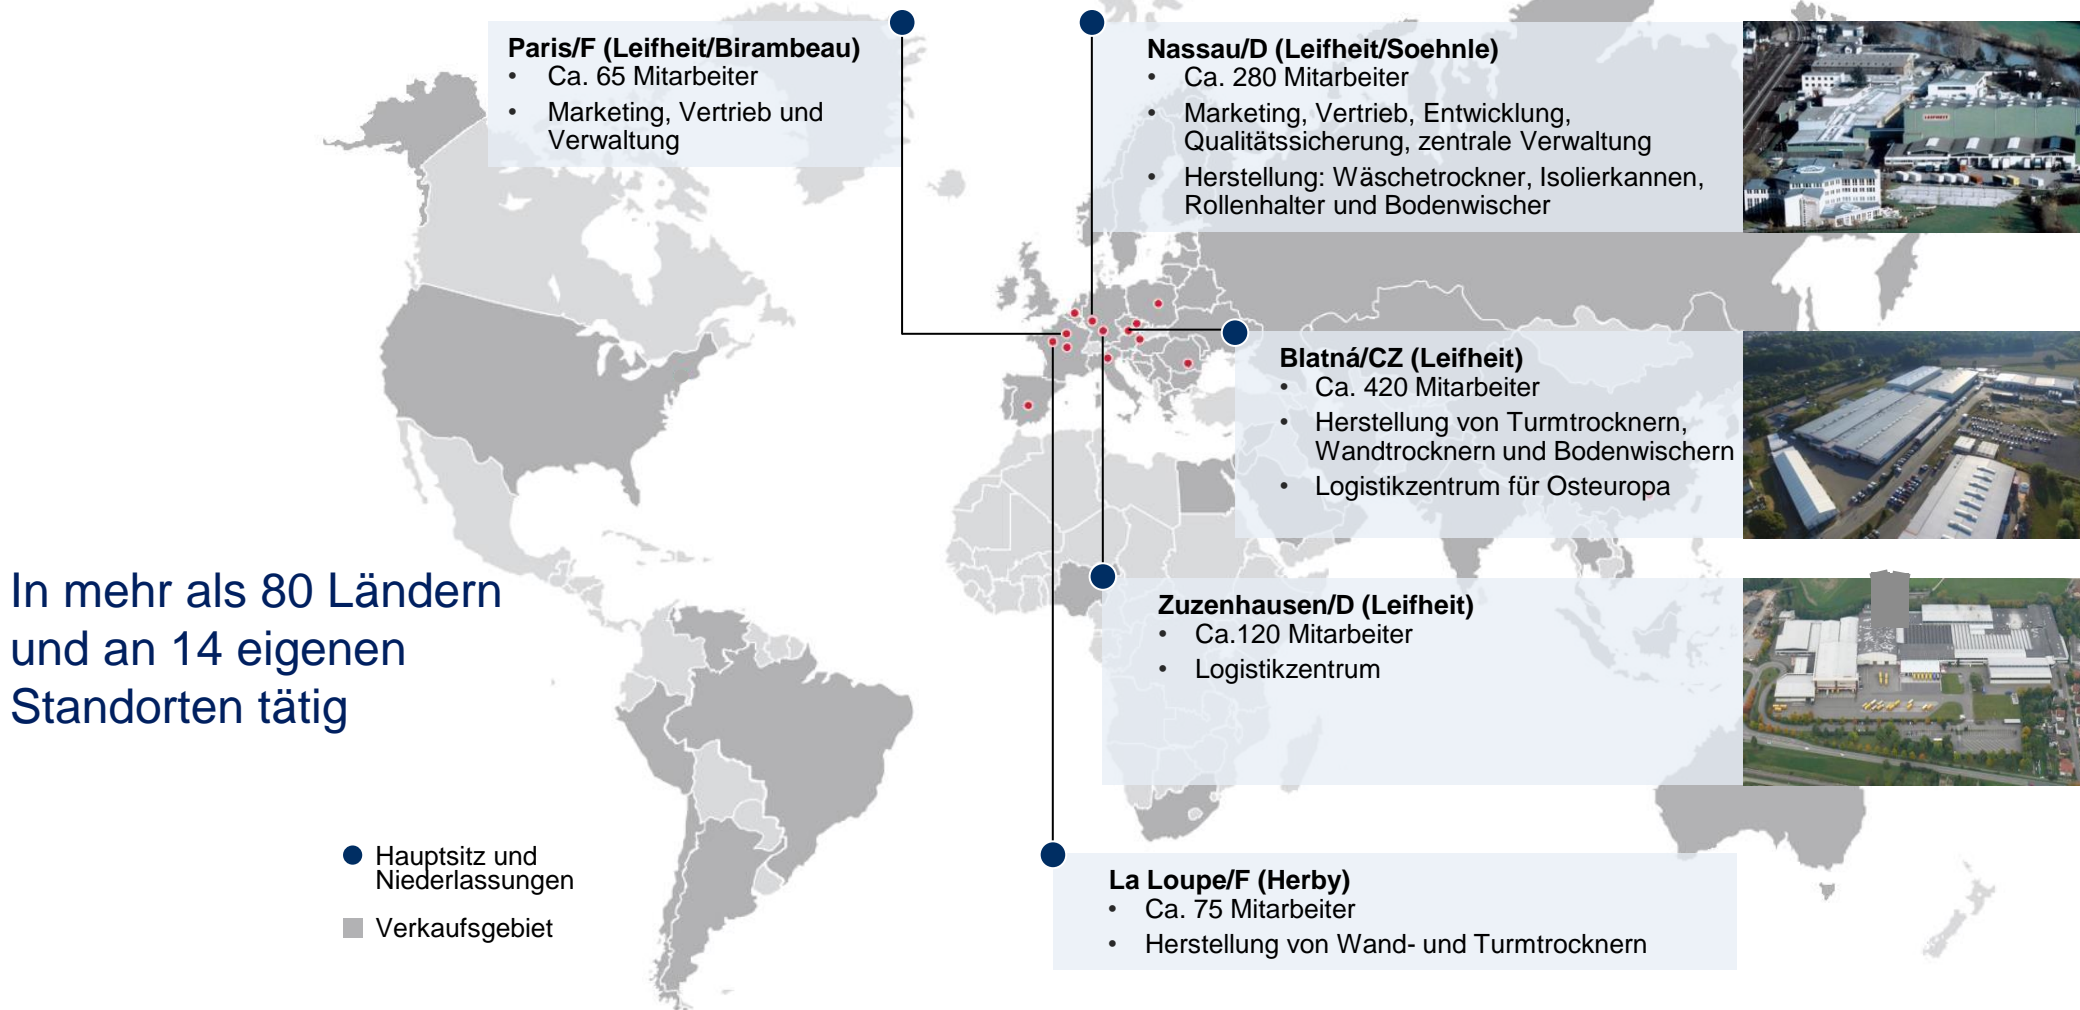 Paris/F (Leifheit/Birambeau)
• Ca. 65 Mitarbeiter
• Marketing, Vertrieb und
Verwaltung
Nassau/D (Leifheit/Soehnle)
• Ca. 280 Mitarbeiter
• Marketing, Vertrieb, Entwicklung,
Qualitätssicherung, zentrale Verwaltung
• Herstellung: Wäschetrockner, Isolierkannen,
Rollenhalter und Bodenwischer
LEIFHEIT
Blatná/CZ (Leifheit)
• Ca. 420 Mitarbeiter
• Herstellung von Turmtrocknern,
Wandtrocknern und Bodenwischern
• Logistikzentrum für Osteuropa
In mehr als 80 Ländern
und an 14 eigenen
Standorten tätig
Zuzenhausen/D (Leifheit)
• Ca.120 Mitarbeiter
• Logistikzentrum
Hauptsitz und
Niederlassungen
Verkaufsgebiet
La Loupe/F (Herby)
• Ca. 75 Mitarbeiter
• Herstellung von Wand- und Turmtrocknern